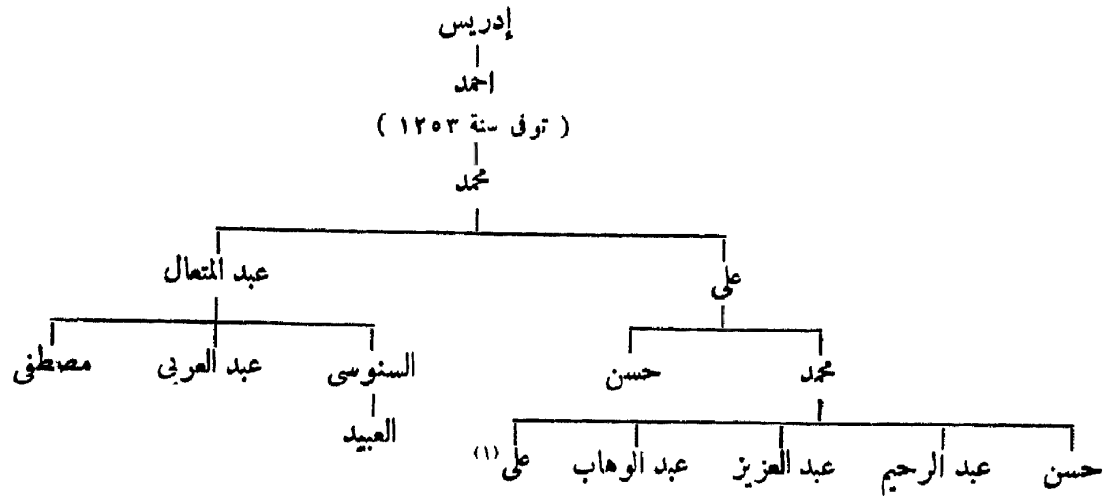 إدريس
احمد
( توفى سنة ١٢٥٣ )
محمد
على عبد المتعال
محمد حسن السنوسى عبد العربى مصطفى
حسن عبد الرحيم عبد العزيز عبد الوهاب على (١) العبيد